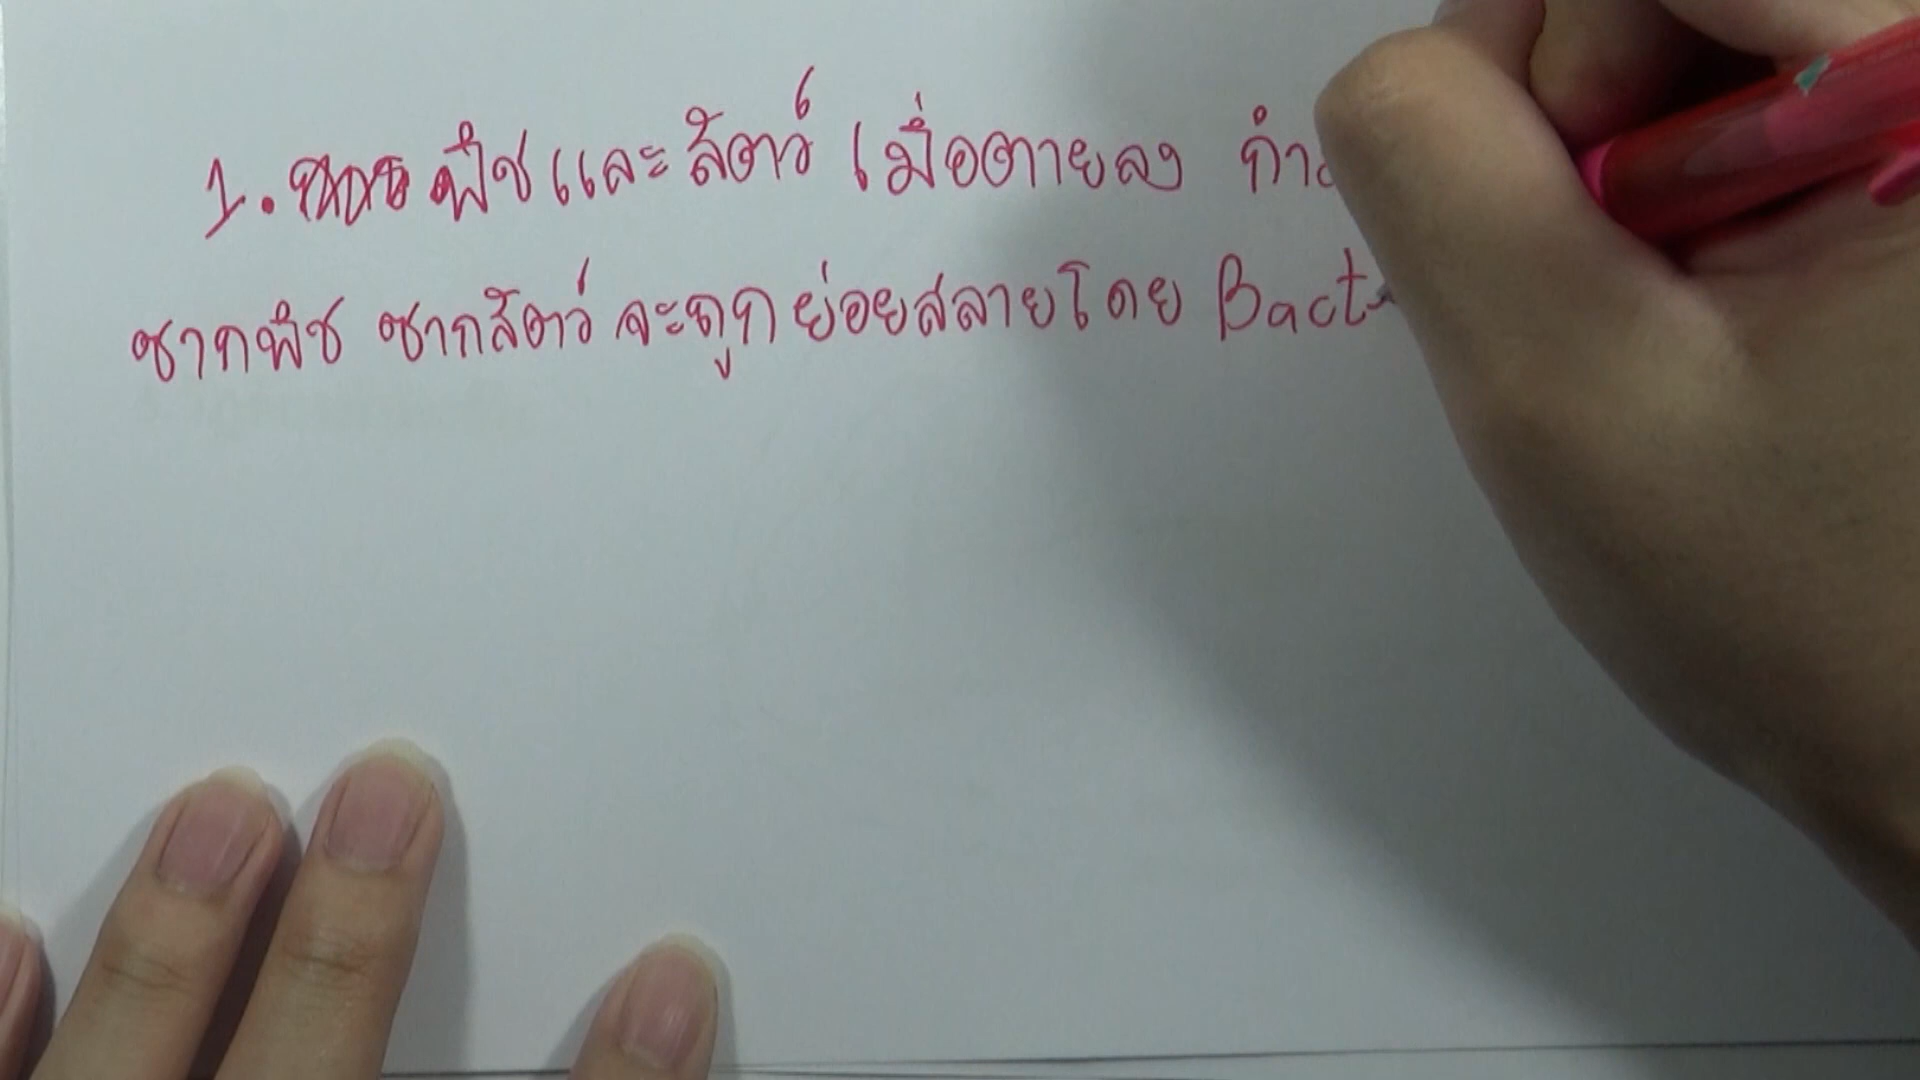 1. พืชและสัตว์ เมื่อตายลง
ซากพืช ซากสัตว์ จะถูกย่อยสลายโดย Bact